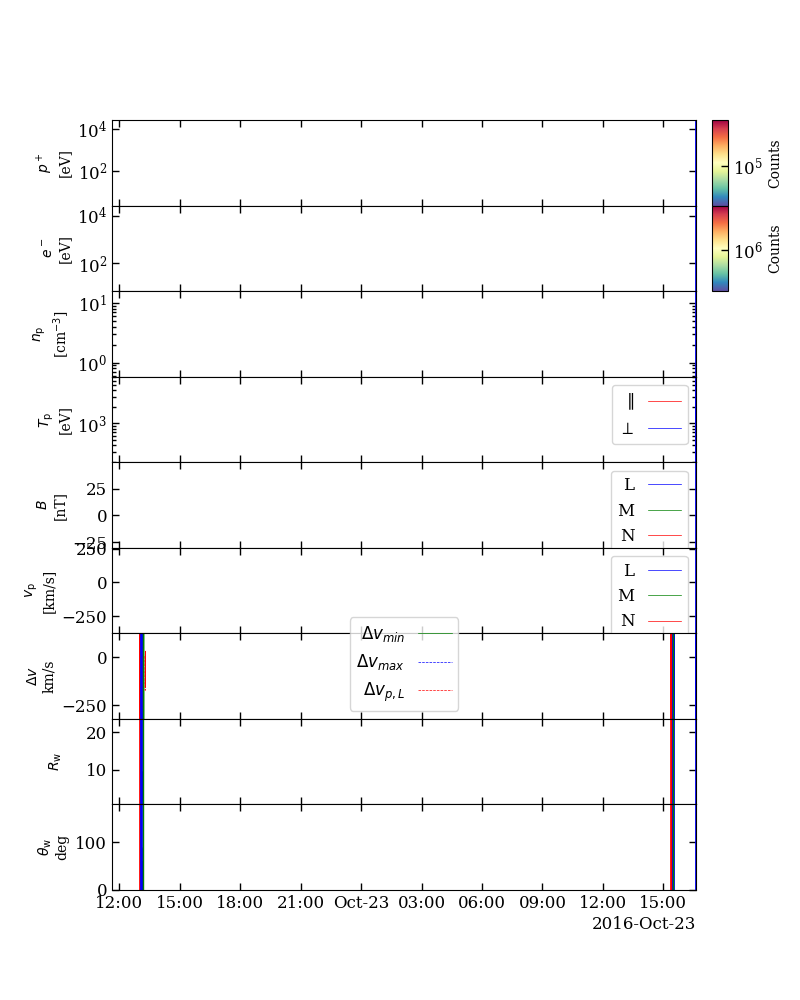 10⁴
10²
p⁺
[eV]
10⁵
Counts
10⁴
10²
e⁻
[eV]
10⁶
Counts
10¹
10⁰
nₚ
[cm⁻³]
10³
Tₚ
[eV]
∥
⊥
25
0
−25
B
[nT]
L
M
N
250
0
−250
vₚ
[km/s]
L
M
N
0
−250
Δv
km/s
Δv_min
Δv_max
Δv_p,L
20
10
R_w
100
0
θ_w
deg
12:00 15:00 18:00 21:00 Oct-23 03:00 06:00 09:00 12:00 15:00
2016-Oct-23